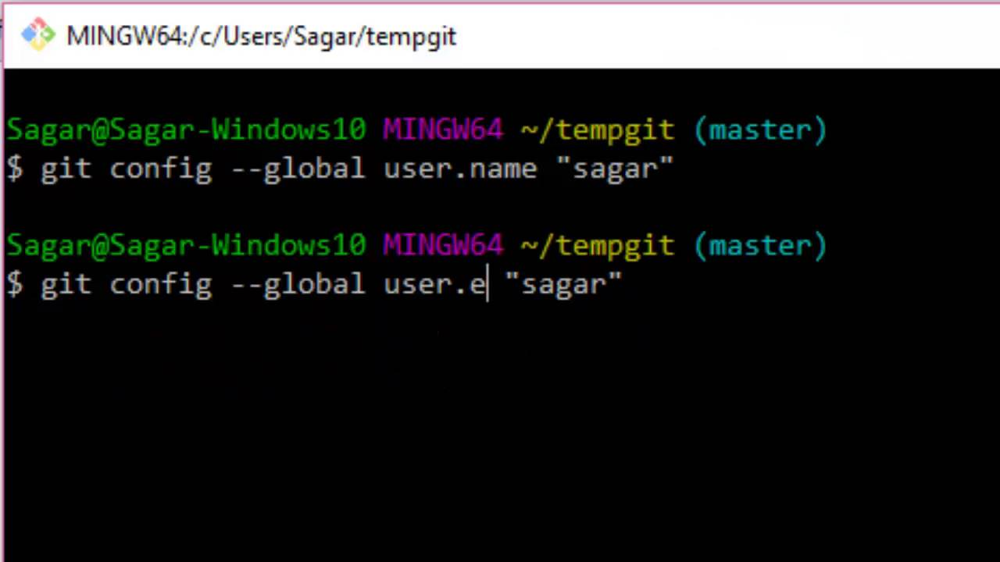 MINGW64:/c/Users/Sagar/tempgit
Sagar@Sagar-Windows10 MINGW64 ~/tempgit (master)
$ git config --global user.name "sagar"
Sagar@Sagar-Windows10 MINGW64 ~/tempgit (master)
$ git config --global user.e "sagar"